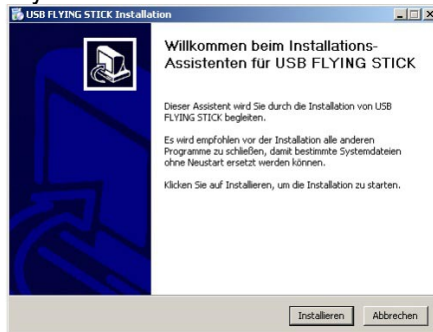 USB FLYING STICK Installation
Willkommen beim Installations-
Assistenten für USB FLYING STICK
Dieser Assistent wird Sie durch die Installation von USB
FLYING STICK begleiten.
Es wird empfohlen vor der Installation alle anderen
Programme zu schließen, damit bestimmte Systemdateien
ohne Neustart ersetzt werden können.
Klicken Sie auf Installieren, um die Installation zu starten.
Installieren
Abbrechen